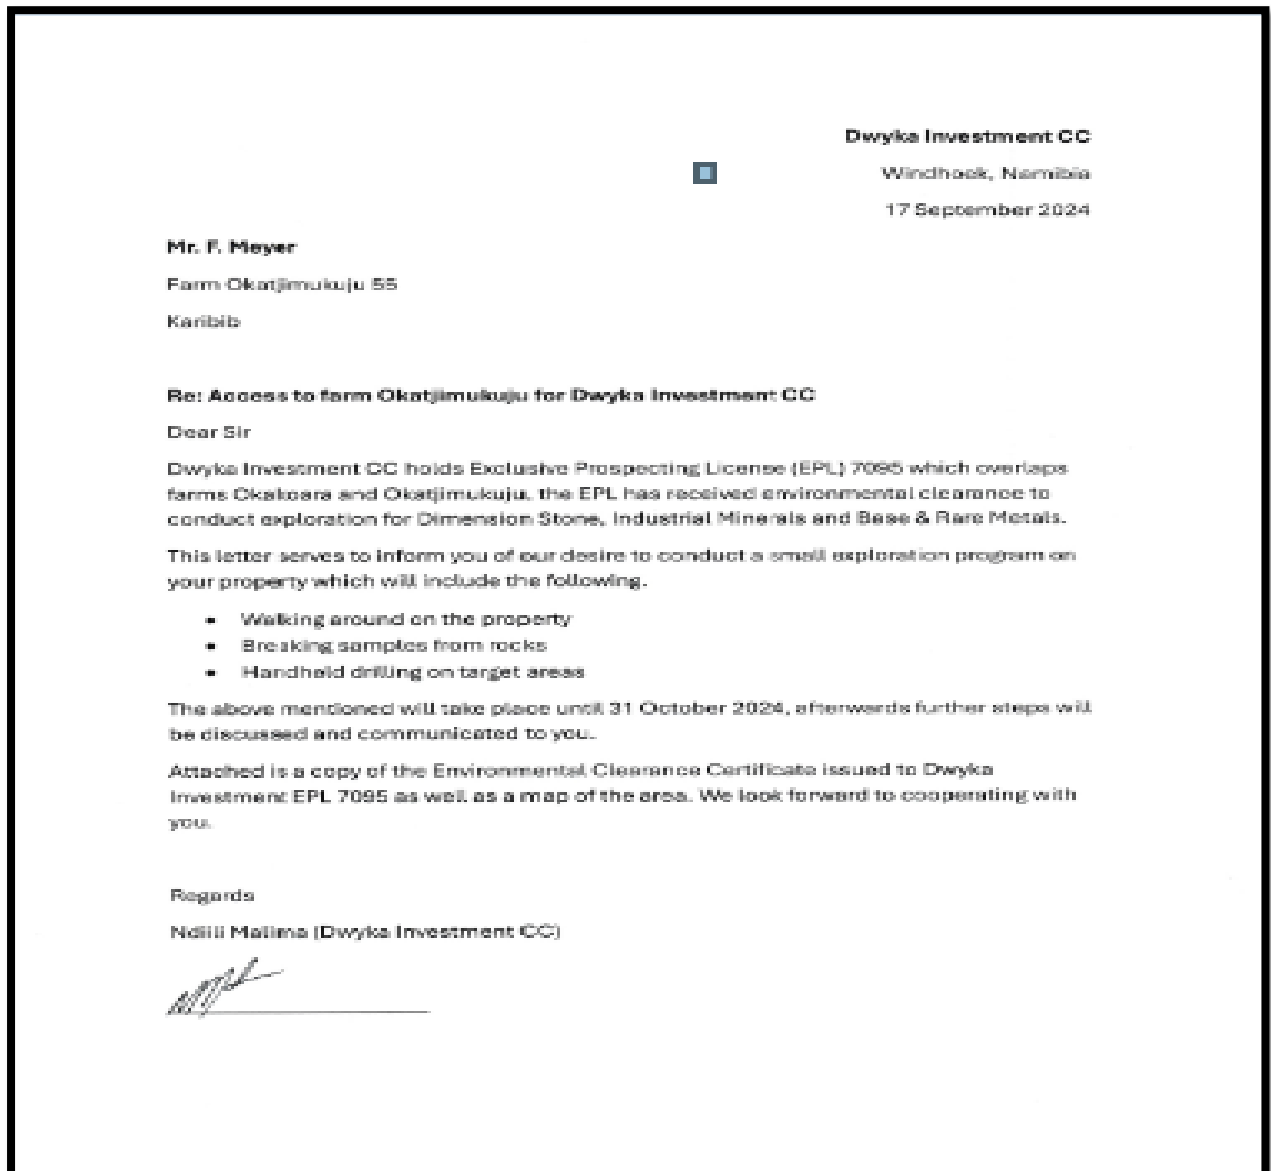 Dwyka Investment CC
Windhoek, Namibia
17 September 2024
Mr. F. Meyer
Farm Okatjimukuju 55
Karibib
Re: Access to farm Okatjimukuju for Dwyka Investment CC
Dear Sir
Dwyka Investment CC holds Exclusive Prospecting License (EPL) 7095 which overlaps
farms Okakoara and Okatjimukuju, the EPL has received environmental clearance to
conduct exploration for Dimension Stone, Industrial Minerals and Base & Rare Metals.
This letter serves to inform you of our desire to conduct a small exploration program on
your property which will include the following.
• Walking around on the property
• Breaking samples from rocks
• Handheld drilling on target areas
The above mentioned will take place until 31 October 2024, afterwards further steps will
be discussed and communicated to you.
Attached is a copy of the Environmental Clearance Certificate issued to Dwyka
Investment EPL 7095 as well as a map of the area. We look forward to cooperating with
you.
Regards
Ndiili Malima (Dwyka Investment CC)